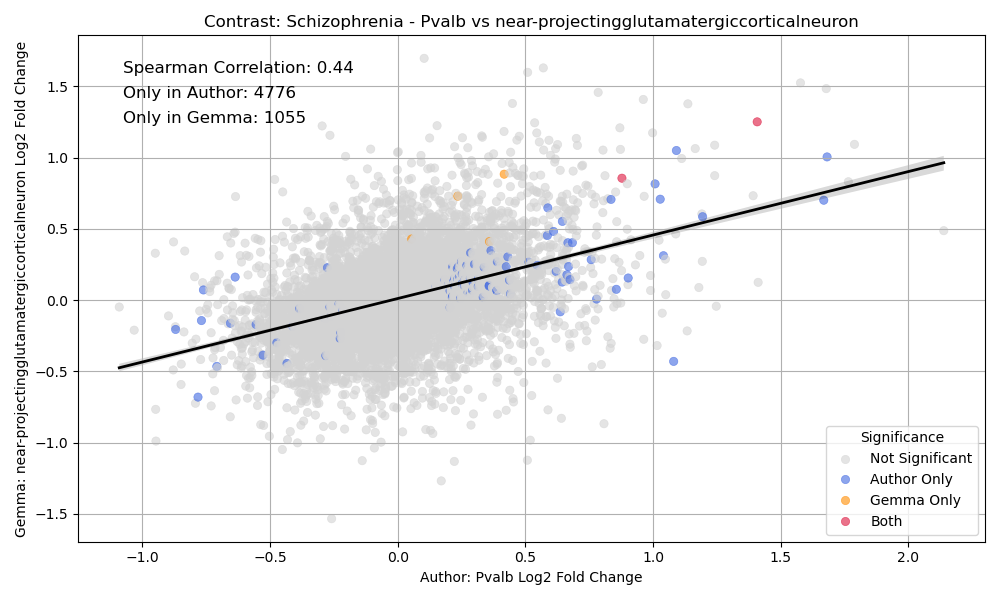 Contrast: Schizophrenia - Pvalb vs near-projectingglutamatergiccorticalneuron
Gemma: near-projectingglutamatergiccorticalneuron Log2 Fold Change
Spearman Correlation: 0.44
Only in Author: 4776
Only in Gemma: 1055
1.5
1.0
0.5
0.0
−0.5
−1.0
−1.5
Significance
Not Significant
Author Only
Gemma Only
Both
−1.0 −0.5 0.0 0.5 1.0 1.5 2.0
Author: Pvalb Log2 Fold Change